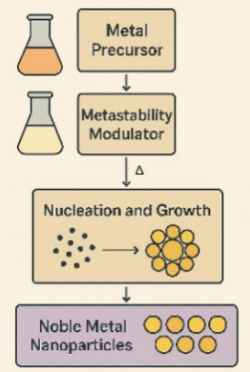 Metal
Precursor
Metastability
Modulator
Δ
Nucleation and Growth
Noble Metal
Nanoparticles